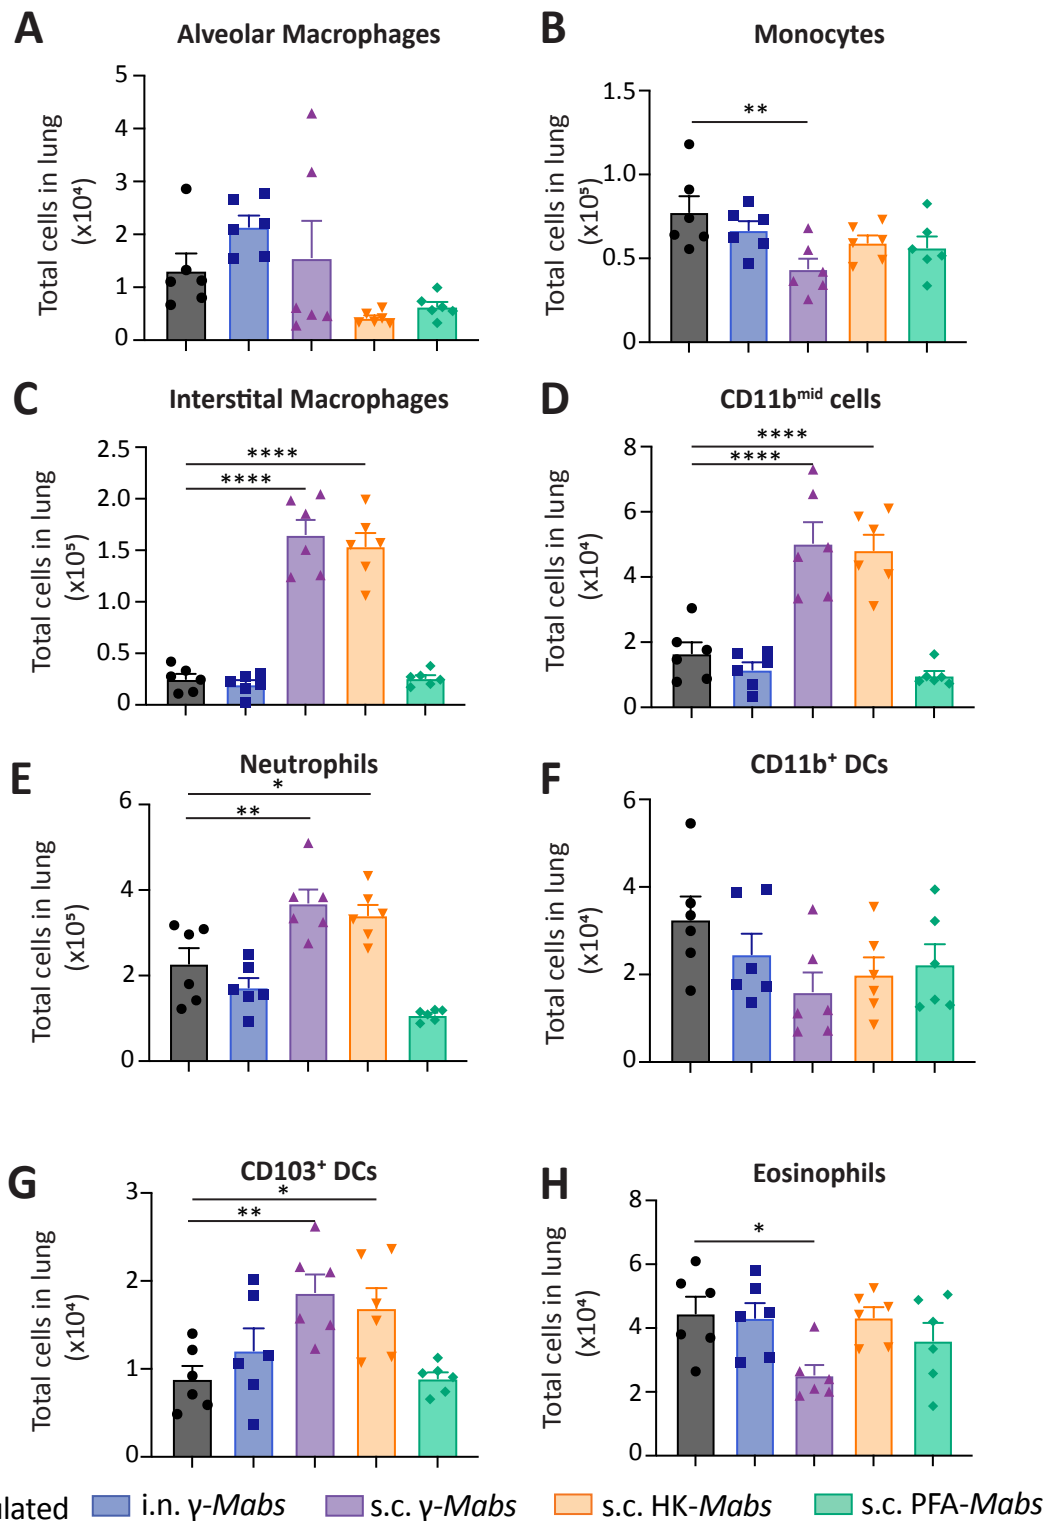 A
Alveolar Macrophages
Total cells in lung
(x10⁴)
5
4
3
2
1
0
B
Monocytes
Total cells in lung
(x10⁵)
1.5
1.0
0.5
0
**
C
Interstital Macrophages
Total cells in lung
(x10⁵)
2.5
2.0
1.5
1.0
0.5
0
****
****
D
CD11bᵐⁱᵈ cells
Total cells in lung
(x10⁴)
8
6
4
2
0
****
****
E
Neutrophils
Total cells in lung
(x10⁵)
6
4
2
0
*
**
F
CD11b⁺ DCs
Total cells in lung
(x10⁴)
6
4
2
0
G
CD103⁺ DCs
Total cells in lung
(x10⁴)
3
2
1
0
*
**
H
Eosinophils
Total cells in lung
(x10⁴)
8
6
4
2
0
*
ulated i.n. γ-Mabs s.c. γ-Mabs s.c. HK-Mabs s.c. PFA-Mabs